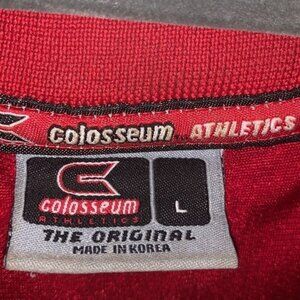 colosseum ATHLETICS
colosseum
ATHLETICS
L
THE ORIGINAL
MADE IN KOREA